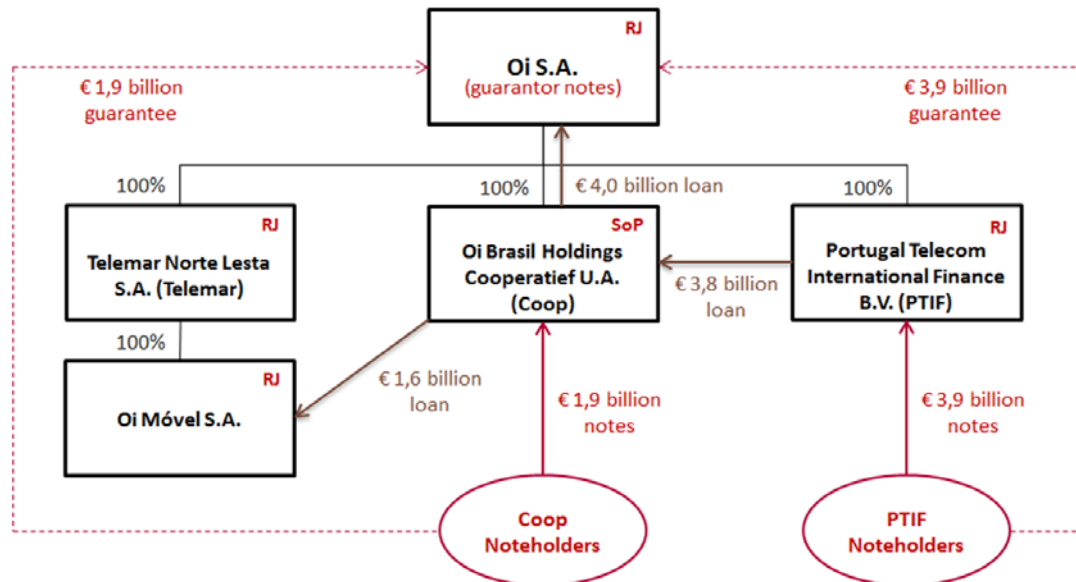 RJ
Oi S.A.
(guarantor notes)
€ 1,9 billion
guarantee
€ 3,9 billion
guarantee
100%
100%
€ 4,0 billion loan
100%
RJ
Telemar Norte Lesta
S.A. (Telemar)
SoP
Oi Brasil Holdings
Cooperatief U.A.
(Coop)
RJ
Portugal Telecom
International Finance
B.V. (PTIF)
€ 3,8 billion
loan
100%
RJ
Oi Móvel S.A.
€ 1,6 billion
loan
€ 1,9 billion
notes
€ 3,9 billion
notes
Coop
Noteholders
PTIF
Noteholders